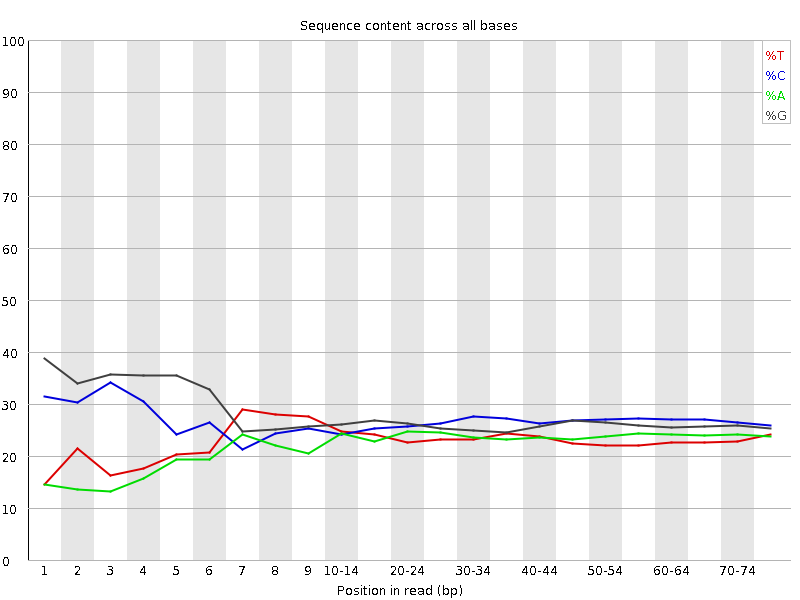 Sequence content across all bases
100
90
80
70
60
50
40
30
20
10
0
%T
%C
%A
%G
1 2 3 4 5 6 7 8 9 10-14 20-24 30-34 40-44 50-54 60-64 70-74
Position in read (bp)